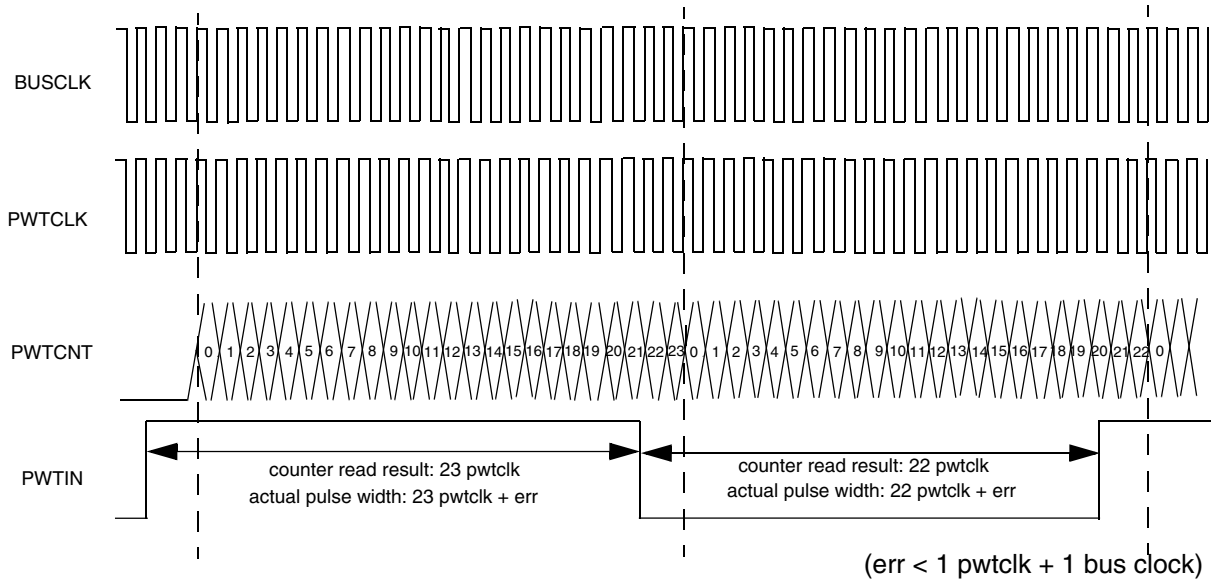 BUSCLK
PWTCLK
PWTCNT
0 1 2 3 4 5 6 7 8 9 10 11 12 13 14 15 16 17 18 19 20 21 22 23 0 1 2 3 4 5 6 7 8 9 10 11 12 13 14 15 16 17 18 19 20 21 22 0
PWTIN
counter read result: 23 pwtclk
actual pulse width: 23 pwtclk + err
counter read result: 22 pwtclk
actual pulse width: 22 pwtclk + err
(err < 1 pwtclk + 1 bus clock)